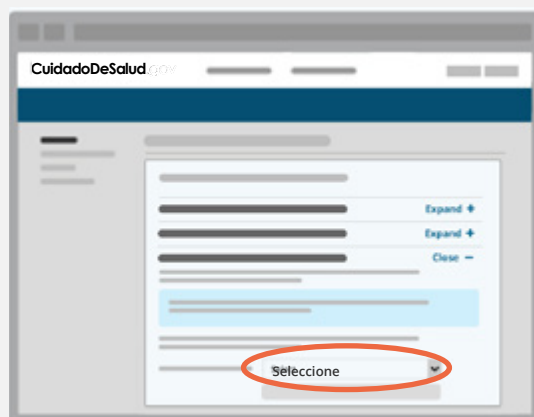 CuidadoDeSalud.gov
Expand +
Expand +
Close −
Seleccione